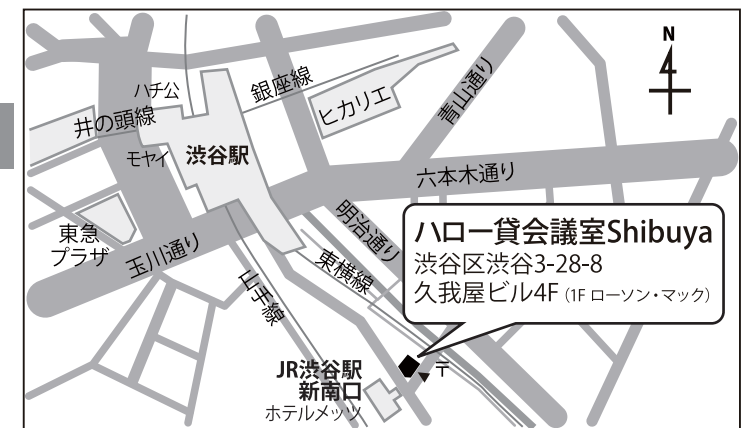 N
ハチ公
銀座線
ヒカリエ
青山通り
井の頭線
モヤイ
渋谷駅
六本木通り
東急
プラザ
玉川通り
明治通り
ハロー貸会議室Shibuya
渋谷区渋谷3-28-8
久我屋ビル4F (1F ローソン・マック)
東横線
山手線
JR渋谷駅
新南口
ホテルメッツ
〒